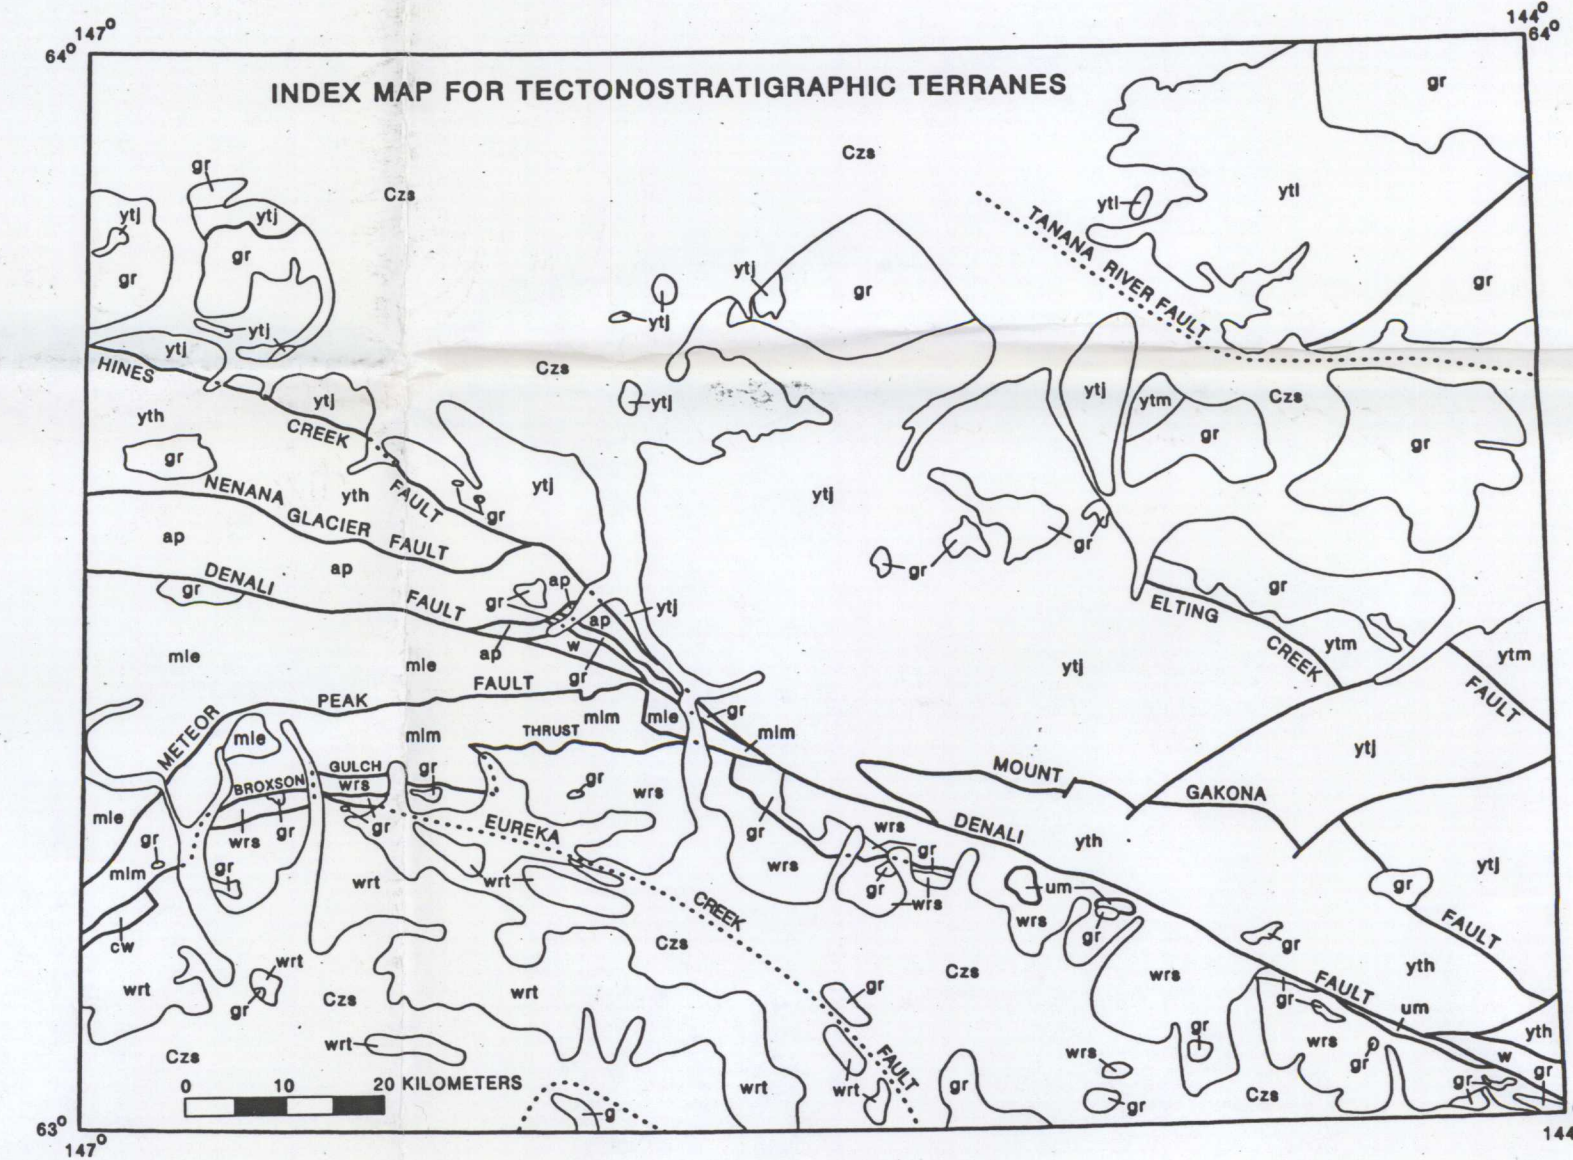 147°
144°
64°
64°
INDEX MAP FOR TECTONOSTRATIGRAPHIC TERRANES
gr
Czs
gr
Czs
ytl
ytl
ytj
ytj
TANANA RIVER FAULT
gr
gr
ytj
gr
gr
ytj
ytj
ytj
HINES CREEK FAULT
Czs
ytj
ytj
ytj
ytm
Czs
yth
gr
gr
gr
NENANA GLACIER FAULT
yth
ytj
ytj
gr
ap
gr
gr
ap
gr
DENALI FAULT
gr
gr
ap
ap
ytj
ELTING CREEK FAULT
ytm
ytm
w
ap
gr
mle
mle
ytj
METEOR PEAK FAULT
mlm
mle
gr
mlm
mle
mlm
THRUST
ytj
BROXSON GULCH
wrs
gr
gr
wrs
MOUNT GAKONA FAULT
mle
gr
wrs
gr
gr
EUREKA CREEK FAULT
gr
wrs
DENALI FAULT
yth
mlm
gr
wrt
wrt
wrs
gr
gr
wrs
um
wrs
gr
ytj
gr
cw
wrt
wrt
gr
Czs
wrt
Czs
Czs
gr
wrs
gr
yth
gr
um
wrt
gr
wrs
gr
wrs
gr
yth
w
Czs
wrt
wrt
gr
gr
Czs
gr
gr
0 10 20 KILOMETERS
g
63°
147°
144